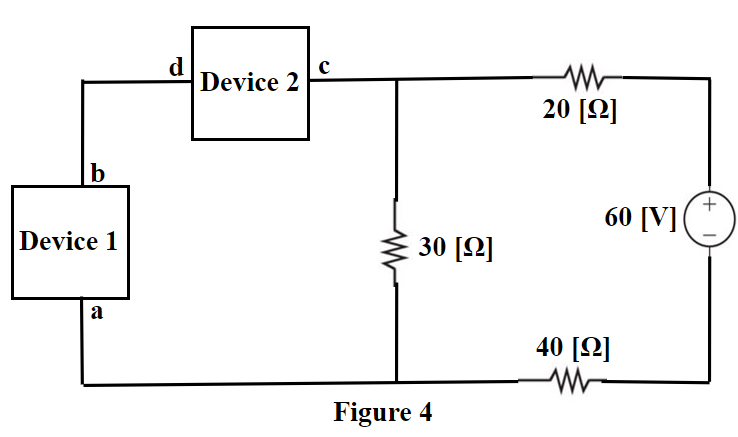 d
Device 2
c
20 [Ω]
b
60 [V]
+
Device 1
30 [Ω]
a
40 [Ω]
Figure 4